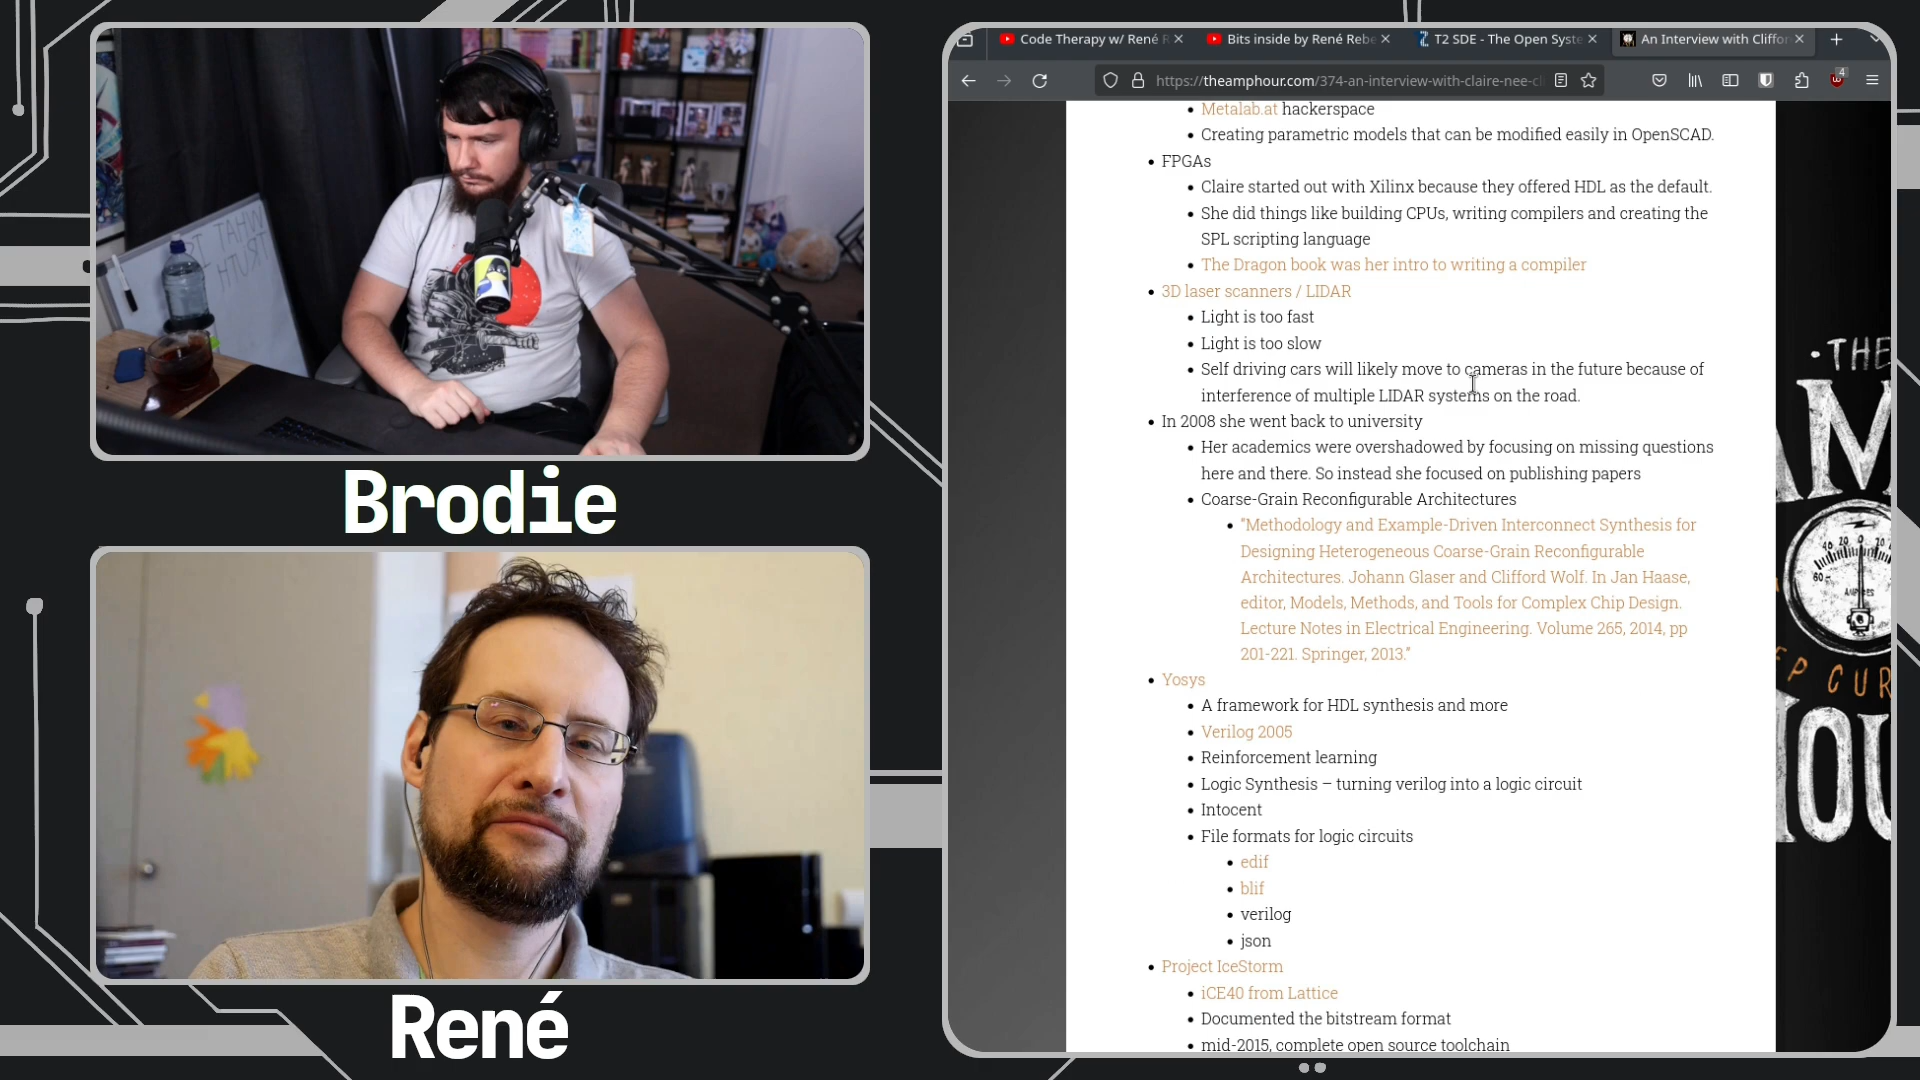 Code Therapy w/ René R
Bits inside by René Rebe
T2 SDE - The Open Syste
An Interview with Cliffor
https://theamphour.com/374-an-interview-with-claire-nee-cl
4
Metalab.at hackerspace
Creating parametric models that can be modified easily in OpenSCAD.
FPGAs
Claire started out with Xilinx because they offered HDL as the default.
She did things like building CPUs, writing compilers and creating the
SPL scripting language
The Dragon book was her intro to writing a compiler
3D laser scanners / LIDAR
Light is too fast
Light is too slow
Self driving cars will likely move to cameras in the future because of
interference of multiple LIDAR systems on the road.
In 2008 she went back to university
Her academics were overshadowed by focusing on missing questions
here and there. So instead she focused on publishing papers
Coarse-Grain Reconfigurable Architectures
“Methodology and Example-Driven Interconnect Synthesis for
Designing Heterogeneous Coarse-Grain Reconfigurable
Architectures. Johann Glaser and Clifford Wolf. In Jan Haase,
editor, Models, Methods, and Tools for Complex Chip Design.
Lecture Notes in Electrical Engineering. Volume 265, 2014, pp
201-221. Springer, 2013.”
Yosys
A framework for HDL synthesis and more
Verilog 2005
Reinforcement learning
Logic Synthesis – turning verilog into a logic circuit
Intocent
File formats for logic circuits
edif
blif
verilog
json
Project IceStorm
iCE40 from Lattice
Documented the bitstream format
mid-2015, complete open source toolchain
THE
AM
HOU
Brodie
René